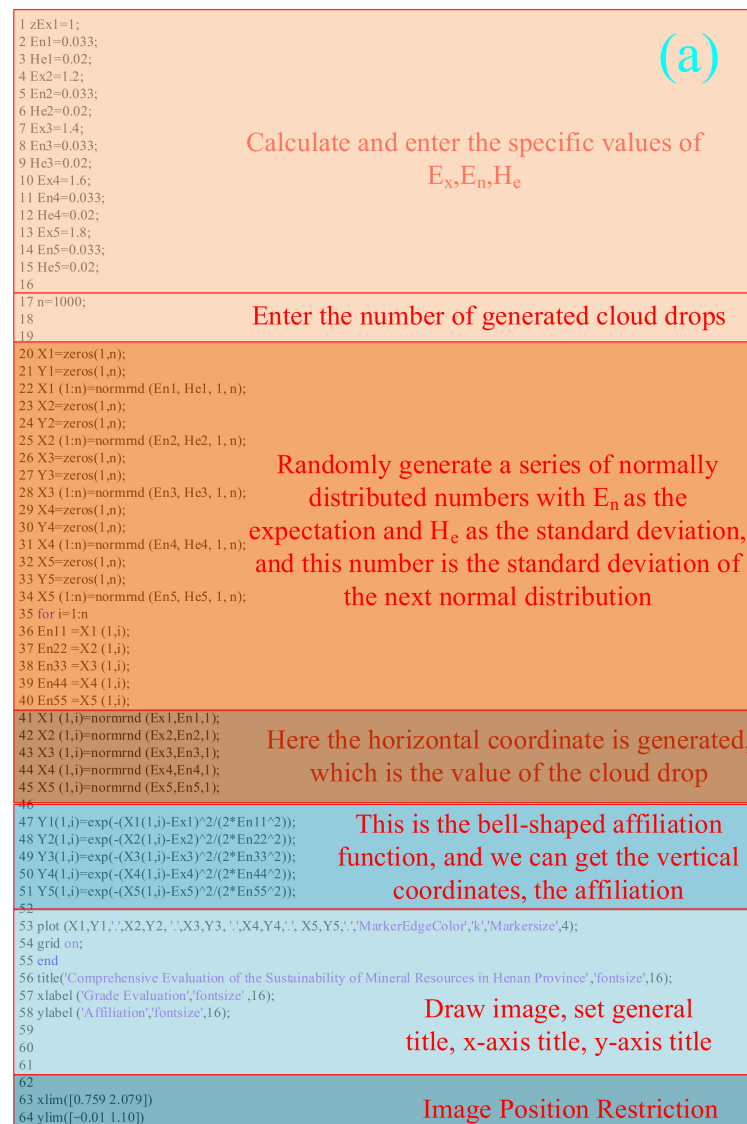 (a)
1 zEx1=1;
2 En1=0.033;
3 He1=0.02;
4 Ex2=1.2;
5 En2=0.033;
6 He2=0.02;
7 Ex3=1.4;
8 En3=0.033;
9 He3=0.02;
10 Ex4=1.6;
11 En4=0.033;
12 He4=0.02;
13 Ex5=1.8;
14 En5=0.033;
15 He5=0.02;
16
Calculate and enter the specific values of
Ex,En,He
17 n=1000;
18
19
Enter the number of generated cloud drops
20 X1=zeros(1,n);
21 Y1=zeros(1,n);
22 X1 (1:n)=normrnd (En1, He1, 1, n);
23 X2=zeros(1,n);
24 Y2=zeros(1,n);
25 X2 (1:n)=normrnd (En2, He2, 1, n);
26 X3=zeros(1,n);
27 Y3=zeros(1,n);
28 X3 (1:n)=normrnd (En3, He3, 1, n);
29 X4=zeros(1,n);
30 Y4=zeros(1,n);
31 X4 (1:n)=normrnd (En4, He4, 1, n);
32 X5=zeros(1,n);
33 Y5=zeros(1,n);
34 X5 (1:n)=normrnd (En5, He5, 1, n);
35 for i=1:n
36 En11 =X1 (1,i);
37 En22 =X2 (1,i);
38 En33 =X3 (1,i);
39 En44 =X4 (1,i);
40 En55 =X5 (1,i);
Randomly generate a series of normally
distributed numbers with En as the
expectation and He as the standard deviation,
and this number is the standard deviation of
the next normal distribution
41 X1 (1,i)=normrnd (Ex1,En1,1);
42 X2 (1,i)=normrnd (Ex2,En2,1);
43 X3 (1,i)=normrnd (Ex3,En3,1);
44 X4 (1,i)=normrnd (Ex4,En4,1);
45 X5 (1,i)=normrnd (Ex5,En5,1);
46
Here the horizontal coordinate is generated,
which is the value of the cloud drop
47 Y1(1,i)=exp(-(X1(1,i)-Ex1)^2/(2*En11^2));
48 Y2(1,i)=exp(-(X2(1,i)-Ex2)^2/(2*En22^2));
49 Y3(1,i)=exp(-(X3(1,i)-Ex3)^2/(2*En33^2));
50 Y4(1,i)=exp(-(X4(1,i)-Ex4)^2/(2*En44^2));
51 Y5(1,i)=exp(-(X5(1,i)-Ex5)^2/(2*En55^2));
52
This is the bell-shaped affiliation
function, and we can get the vertical
coordinates, the affiliation
53 plot (X1,Y1,'.',X2,Y2, '.',X3,Y3, '.',X4,Y4,'.', X5,Y5,'.','MarkerEdgeColor','k','Markersize',4);
54 grid on;
55 end
56 title('Comprehensive Evaluation of the Sustainability of Mineral Resources in Henan Province' ,'fontsize',16);
57 xlabel ('Grade Evaluation','fontsize' ,16);
58 ylabel ('Affiliation','fontsize',16);
59
60
61
Draw image, set general
title, x-axis title, y-axis title
62
63 xlim([0.759 2.079])
64 ylim([−0.01 1.10])
Image Position Restriction